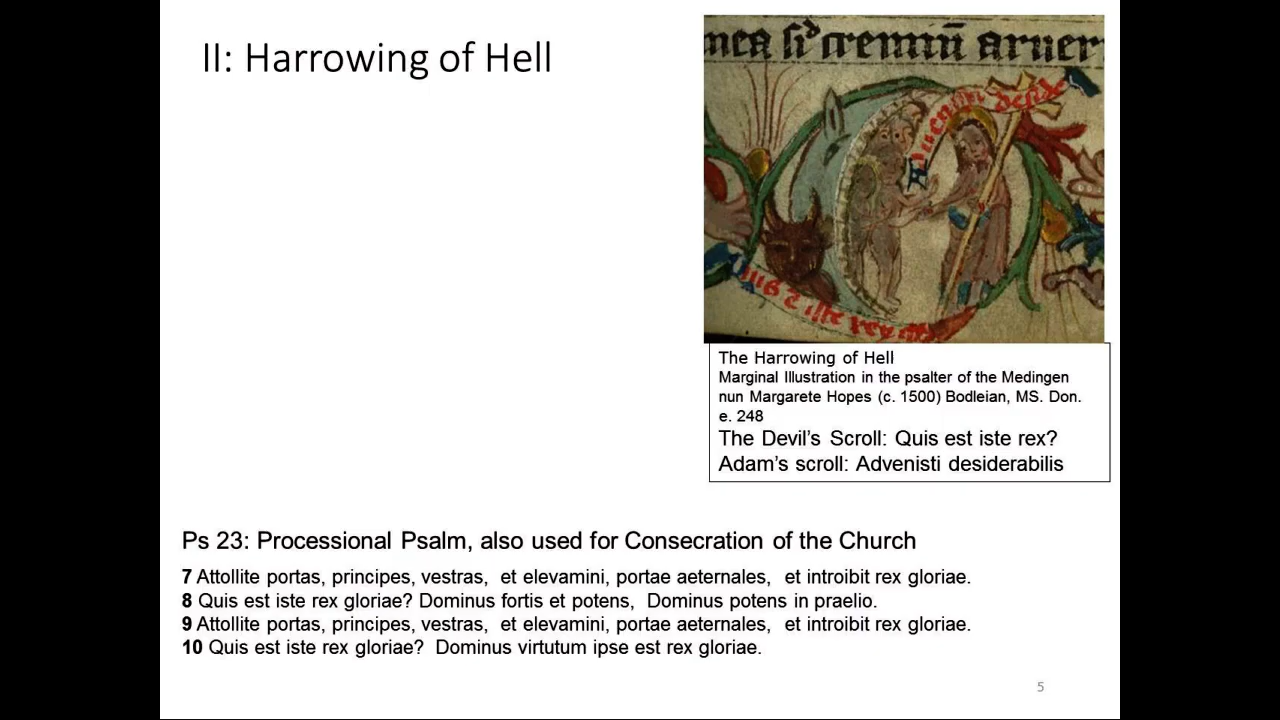 II: Harrowing of Hell
The Harrowing of Hell
Marginal Illustration in the psalter of the Medingen
nun Margarete Hopes (c. 1500) Bodleian, MS. Don.
e. 248
The Devil’s Scroll: Quis est iste rex?
Adam’s scroll: Advenisti desiderabilis
Ps 23: Processional Psalm, also used for Consecration of the Church
7 Attollite portas, principes, vestras, et elevamini, portae aeternales, et introibit rex gloriae.
8 Quis est iste rex gloriae? Dominus fortis et potens, Dominus potens in praelio.
9 Attollite portas, principes, vestras, et elevamini, portae aeternales, et introibit rex gloriae.
10 Quis est iste rex gloriae? Dominus virtutum ipse est rex gloriae.
5